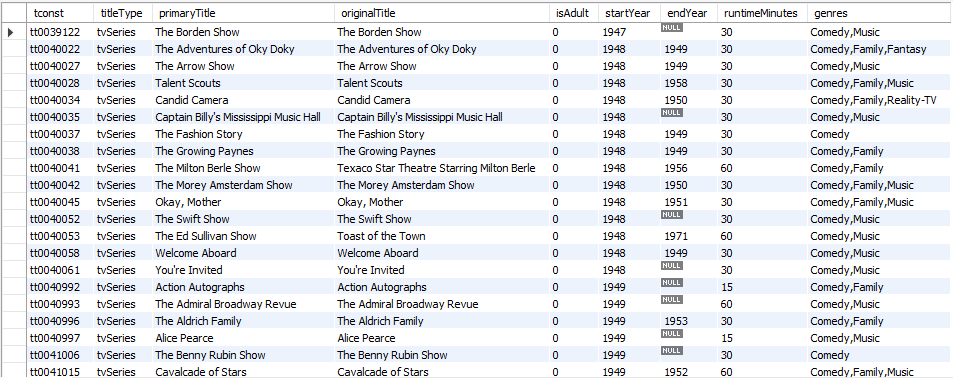 tconst titleType primaryTitle originalTitle isAdult startYear endYear runtimeMinutes genres
tt0039122 tvSeries The Borden Show The Borden Show 0 1947 NULL 30 Comedy,Music
tt0040022 tvSeries The Adventures of Oky Doky The Adventures of Oky Doky 0 1948 1949 30 Comedy,Family,Fantasy
tt0040027 tvSeries The Arrow Show The Arrow Show 0 1948 1949 30 Comedy,Music
tt0040028 tvSeries Talent Scouts Talent Scouts 0 1948 1958 30 Comedy,Family,Music
tt0040034 tvSeries Candid Camera Candid Camera 0 1948 1950 30 Comedy,Family,Reality-TV
tt0040035 tvSeries Captain Billy's Mississippi Music Hall Captain Billy's Mississippi Music Hall 0 1948 NULL 30 Comedy,Music
tt0040037 tvSeries The Fashion Story The Fashion Story 0 1948 1949 30 Comedy
tt0040038 tvSeries The Growing Paynes The Growing Paynes 0 1948 1949 30 Comedy,Family
tt0040041 tvSeries The Milton Berle Show Texaco Star Theatre Starring Milton Berle 0 1948 1956 60 Comedy,Family
tt0040042 tvSeries The Morey Amsterdam Show The Morey Amsterdam Show 0 1948 1950 30 Comedy,Family,Music
tt0040045 tvSeries Okay, Mother Okay, Mother 0 1948 1951 30 Comedy,Family,Music
tt0040052 tvSeries The Swift Show The Swift Show 0 1948 NULL 30 Comedy,Music
tt0040053 tvSeries The Ed Sullivan Show Toast of the Town 0 1948 1971 60 Comedy,Music
tt0040058 tvSeries Welcome Aboard Welcome Aboard 0 1948 1949 30 Comedy,Music
tt0040061 tvSeries You're Invited You're Invited 0 1948 NULL 30 Comedy,Music
tt0040992 tvSeries Action Autographs Action Autographs 0 1949 NULL 15 Comedy,Family
tt0040993 tvSeries The Admiral Broadway Revue The Admiral Broadway Revue 0 1949 NULL 60 Comedy,Music
tt0040996 tvSeries The Aldrich Family The Aldrich Family 0 1949 1953 30 Comedy,Family
tt0040997 tvSeries Alice Pearce Alice Pearce 0 1949 NULL 15 Comedy,Music
tt0041006 tvSeries The Benny Rubin Show The Benny Rubin Show 0 1949 NULL 30 Comedy
tt0041015 tvSeries Cavalcade of Stars Cavalcade of Stars 0 1949 1952 60 Comedy,Family,Music